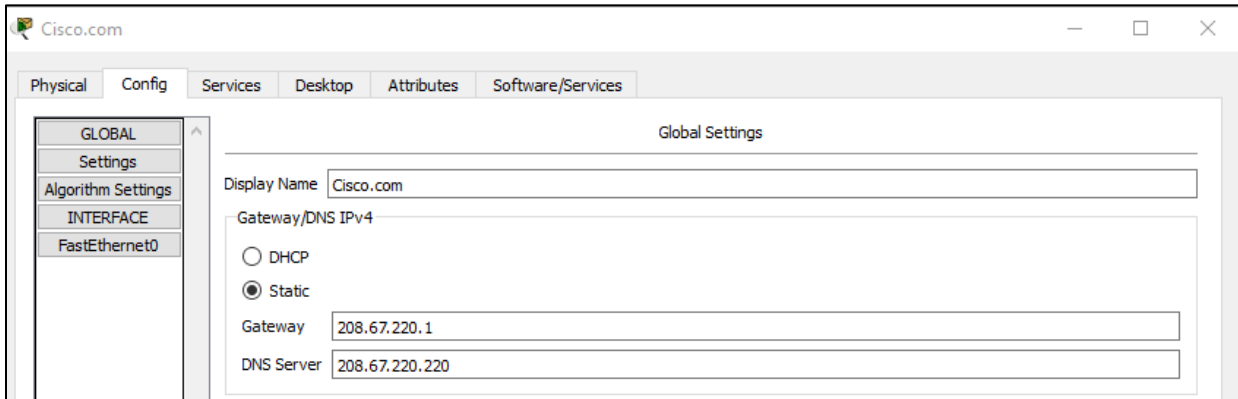 Cisco.com
Physical Config Services Desktop Attributes Software/Services
GLOBAL
Settings
Algorithm Settings
INTERFACE
FastEthernet0
Global Settings
Display Name Cisco.com
Gateway/DNS IPv4
DHCP
Static
Gateway 208.67.220.1
DNS Server 208.67.220.220